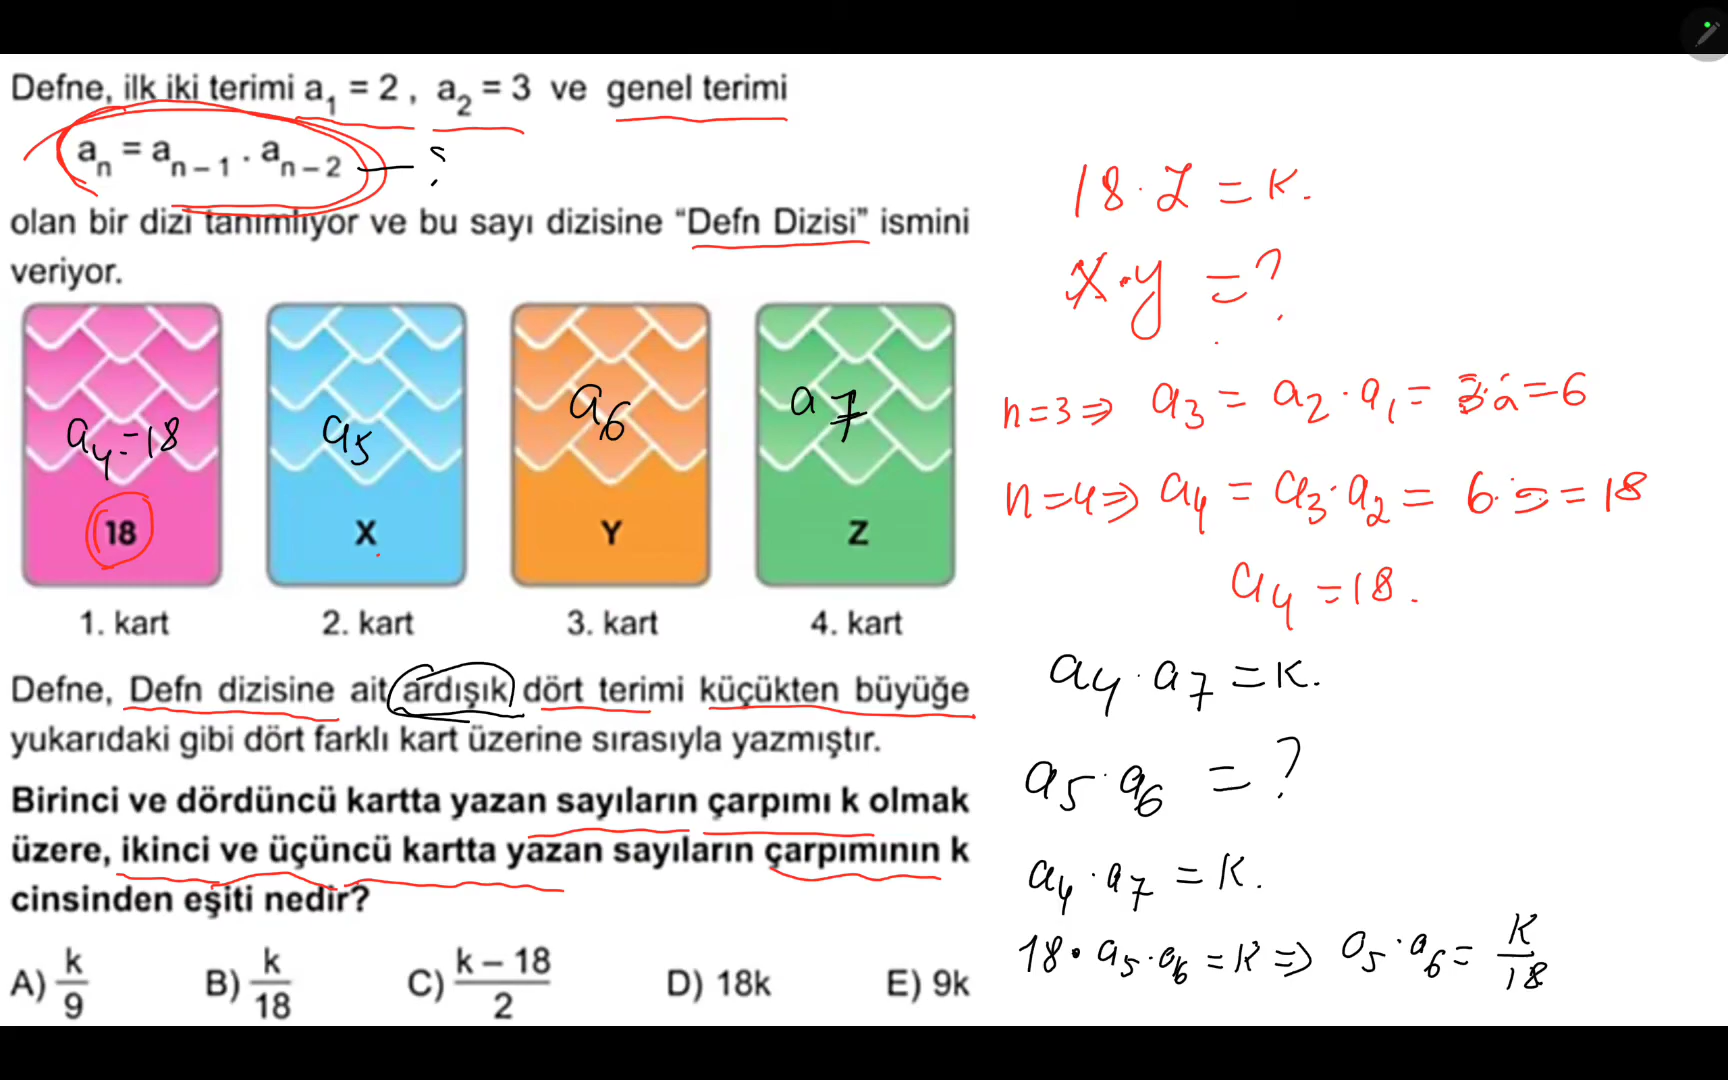 Defne, ilk iki terimi a₁ = 2 , a₂ = 3 ve genel terimi
aₙ = aₙ₋₁ . aₙ₋₂ — ?
olan bir dizi tanımlıyor ve bu sayı dizisine “Defn Dizisi” ismini
veriyor.
a₄=18
18
1. kart
a₅
X
2. kart
a₆
Y
3. kart
a₇
Z
4. kart
Defne, Defn dizisine ait ardışık dört terimi küçükten büyüğe
yukarıdaki gibi dört farklı kart üzerine sırasıyla yazmıştır.
Birinci ve dördüncü kartta yazan sayıların çarpımı k olmak
üzere, ikinci ve üçüncü kartta yazan sayıların çarpımının k
cinsinden eşiti nedir?
A) k/9 B) k/18 C) k – 18/2 D) 18k E) 9k
18 . Z = K.
X . y = ?
n=3 ⇒ a₃ = a₂ . a₁ = 3.2 = 6
n=4 ⇒ a₄ = a₃ . a₂ = 6.3 = 18
a₄ = 18.
a₄ . a₇ = K.
a₅ . a₆ = ?
a₄ . a₇ = K.
18 . a₅ . a₆ = K ⇒ a₅ . a₆ = K/18